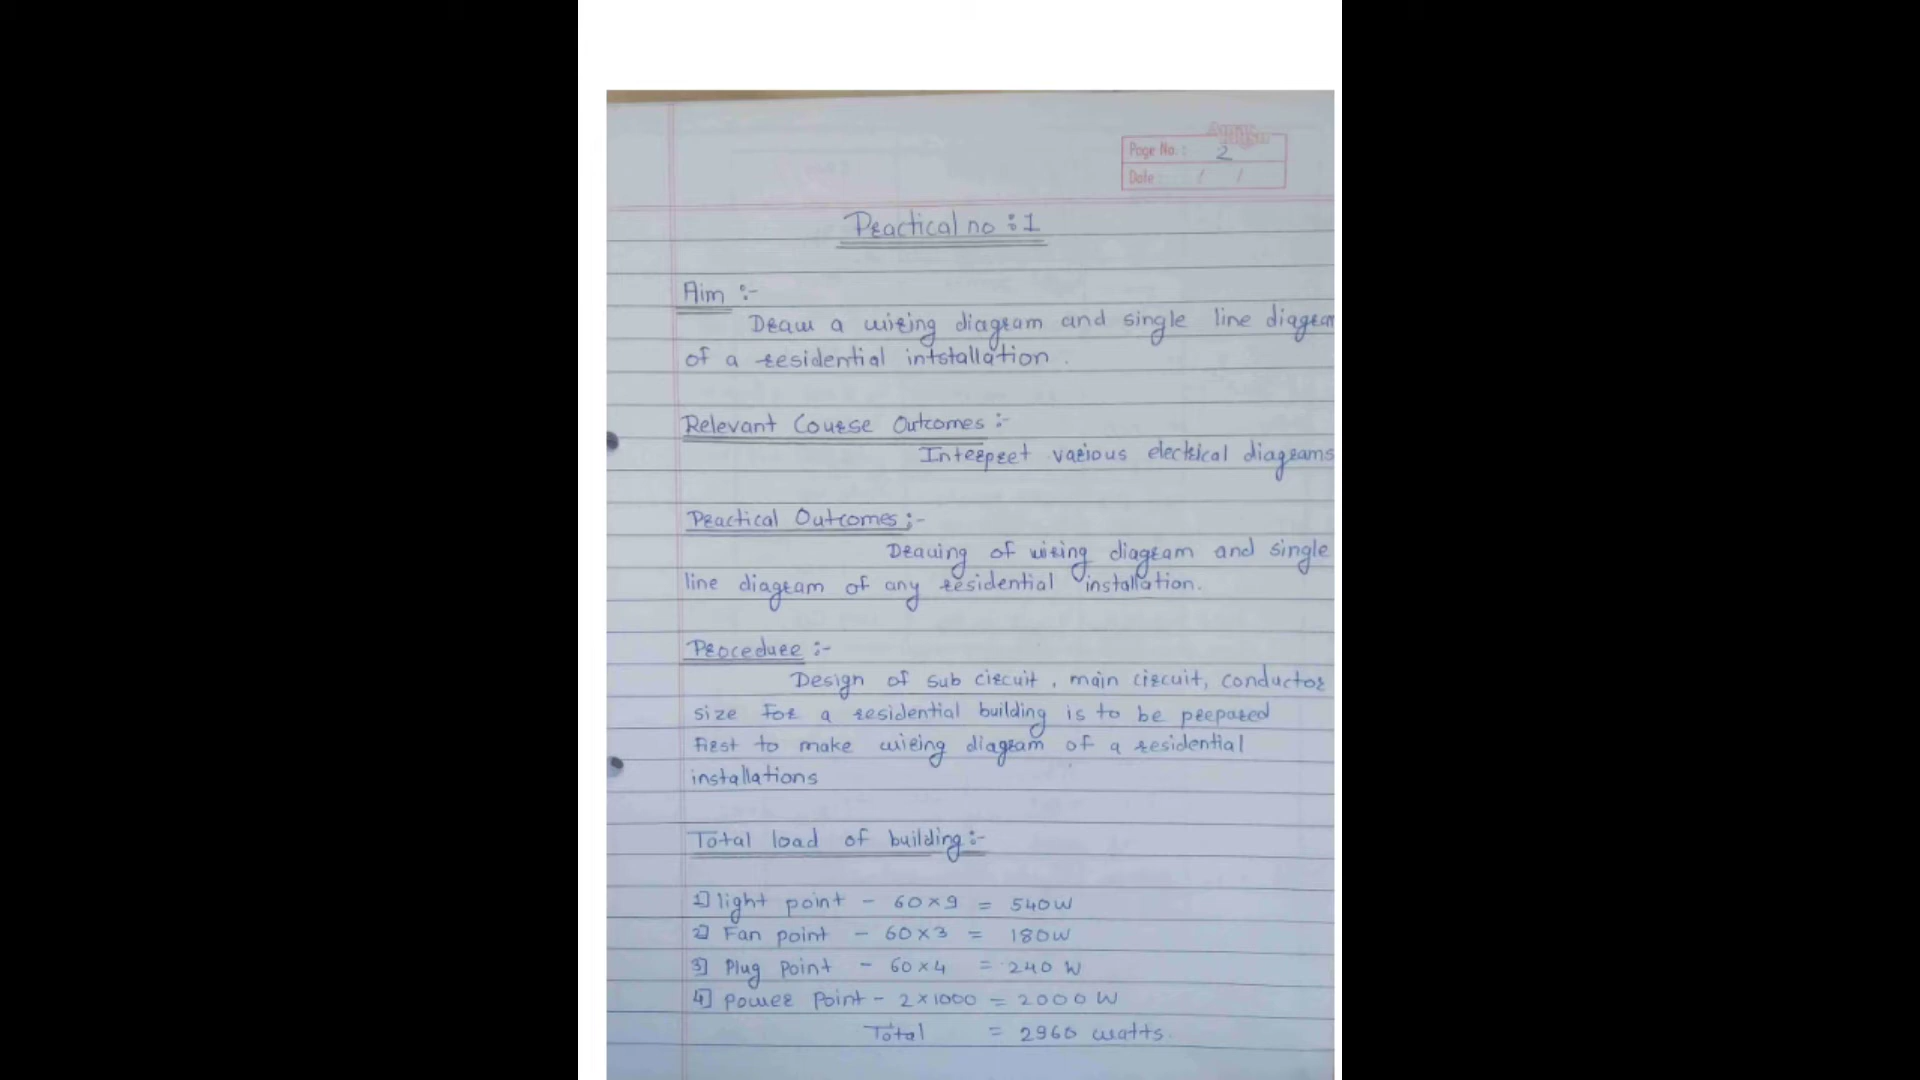 Page No.: 2
Date / /
Practical no :1
Aim :-
Draw a wiring diagram and single line diagram
of a residential intstallation.
Relevant Course Outcomes :-
Interpret various electrical diagrams
Practical Outcomes :-
Drawing of wiring diagram and single
line diagram of any residential installation.
Procedure :-
Design of sub circuit, main circuit, conductor
size for a residential building is to be prepared
first to make wiring diagram of a residential
installations
Total load of building :-
1] light point - 60×9 = 540W
2] Fan point - 60×3 = 180W
3] Plug point - 60×4 = 240 W
4] Power point - 2×1000 = 2000 W
Total = 2960 watts.